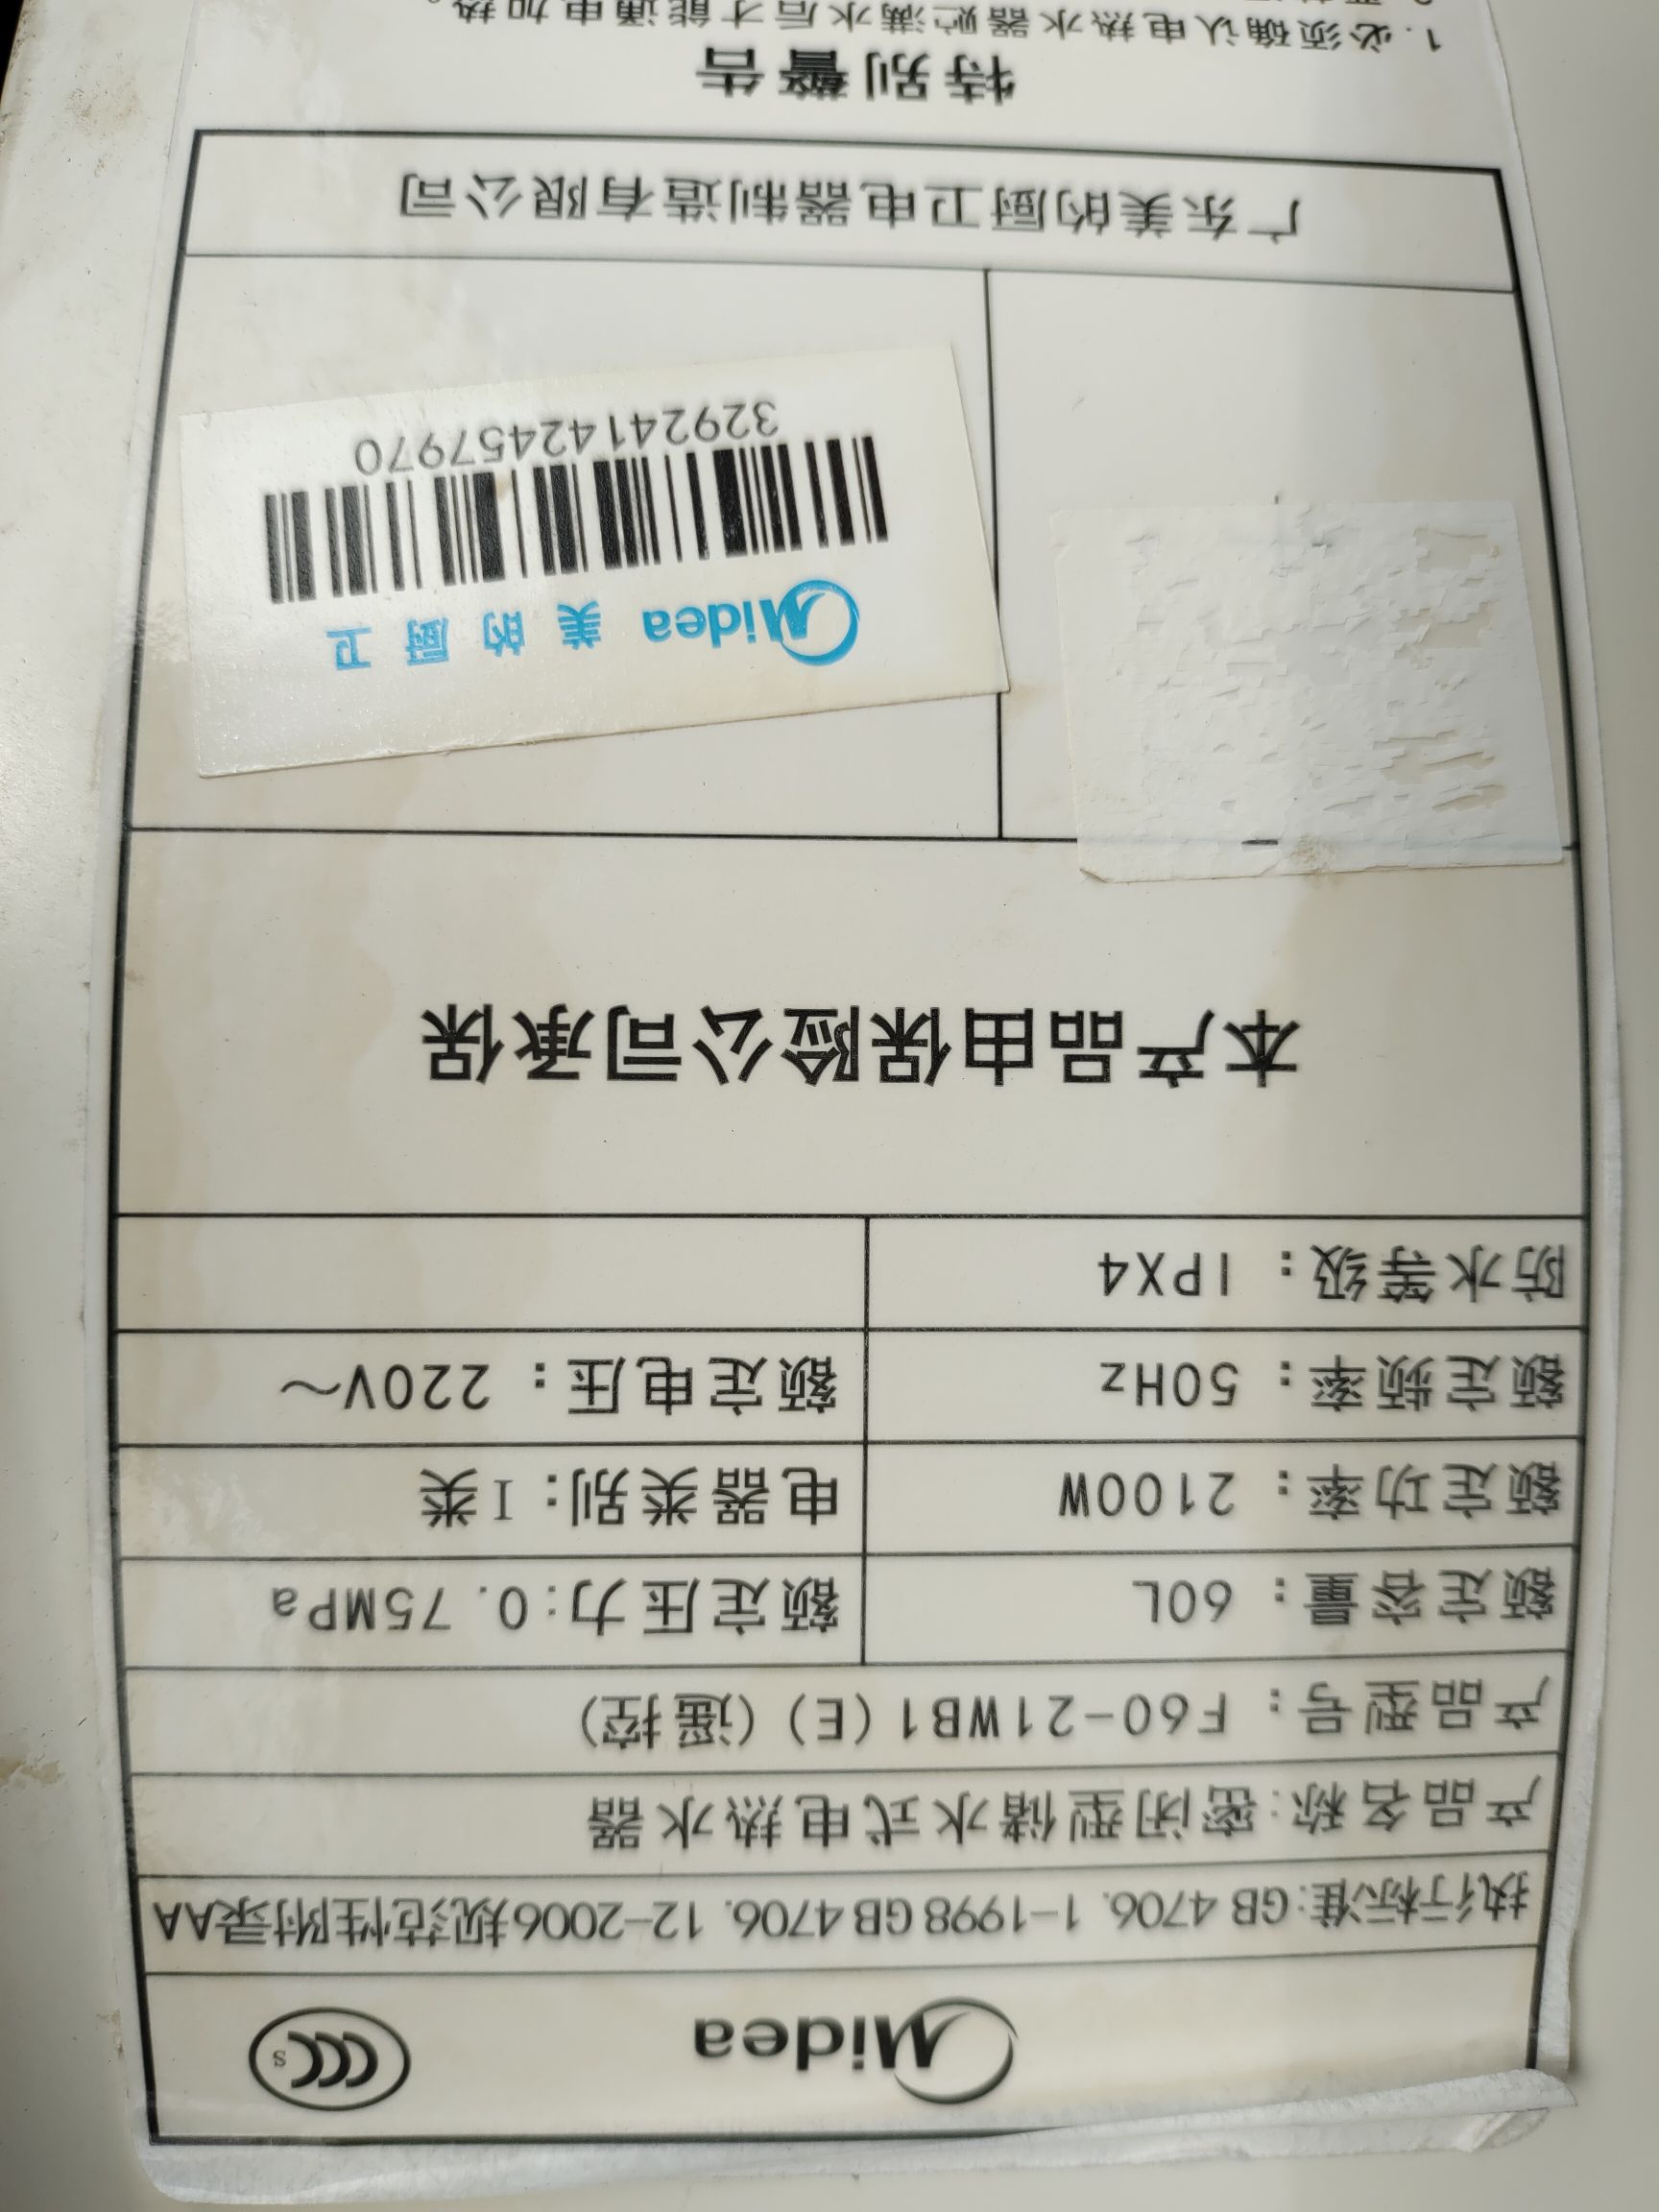 Midea
CCC S
执行标准:GB 4706. 1-1998 GB 4706. 12-2006规范性附录AA
产品名称:密闭型储水式电热水器
产品型号: F60-21WB1(E)(遥控)
额定容量: 60L 额定压力:0.75MPa
额定功率: 2100W 电器类别: I类
额定频率: 50Hz 额定电压: 220V~
防水等级: IPX4
本产品由保险公司承保
Midea 美的厨卫
3292414245797​0
广东美的厨卫电器制造有限公司
特别警告
1.必须确认电热水器贮满水后才能通电加热。